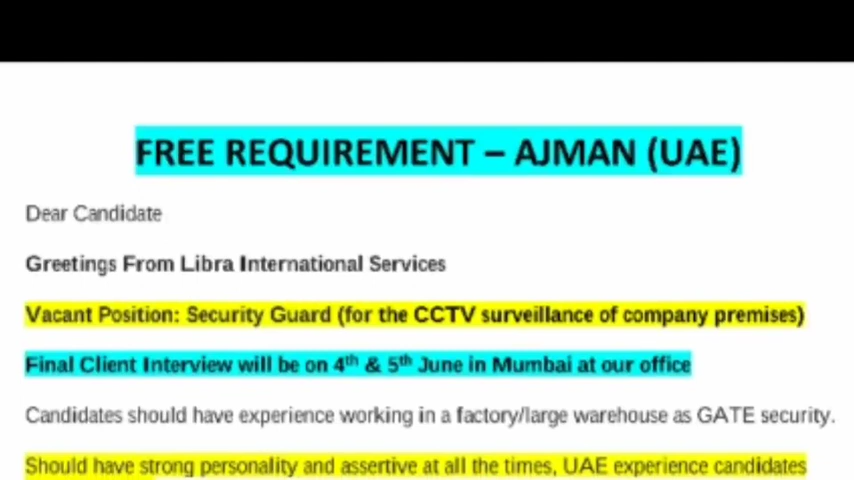 FREE REQUIREMENT – AJMAN (UAE)
Dear Candidate
Greetings From Libra International Services
Vacant Position: Security Guard (for the CCTV surveillance of company premises)
Final Client Interview will be on 4th & 5th June in Mumbai at our office
Candidates should have experience working in a factory/large warehouse as GATE security.
Should have strong personality and assertive at all the times, UAE experience candidates